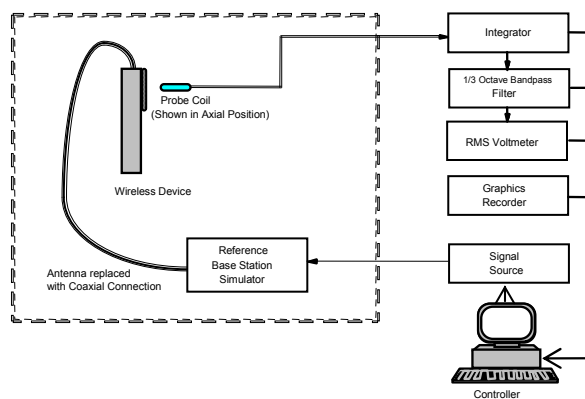 Integrator
1/3 Octave Bandpass
Filter
RMS Voltmeter
Graphics
Recorder
Signal
Source
Controller
Probe Coil
(Shown in Axial Position)
Wireless Device
Reference
Base Station
Simulator
Antenna replaced
with Coaxial Connection